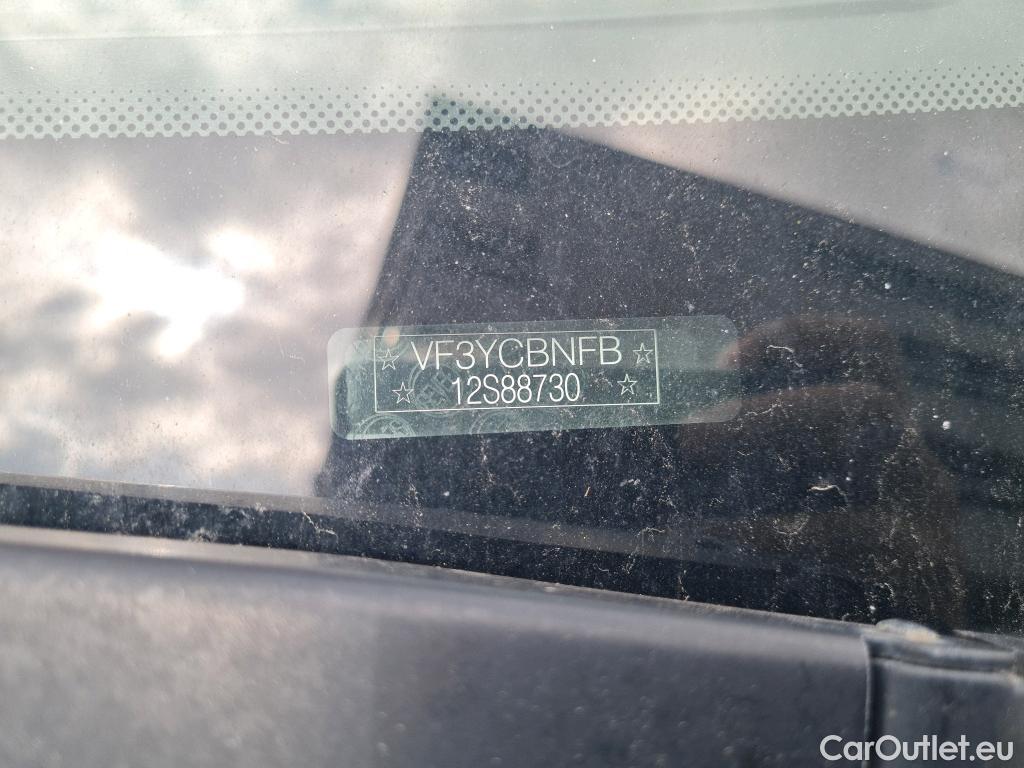 ☆ VF3YCBNFB ☆
☆ 12S88730 ☆
CarOutlet.eu